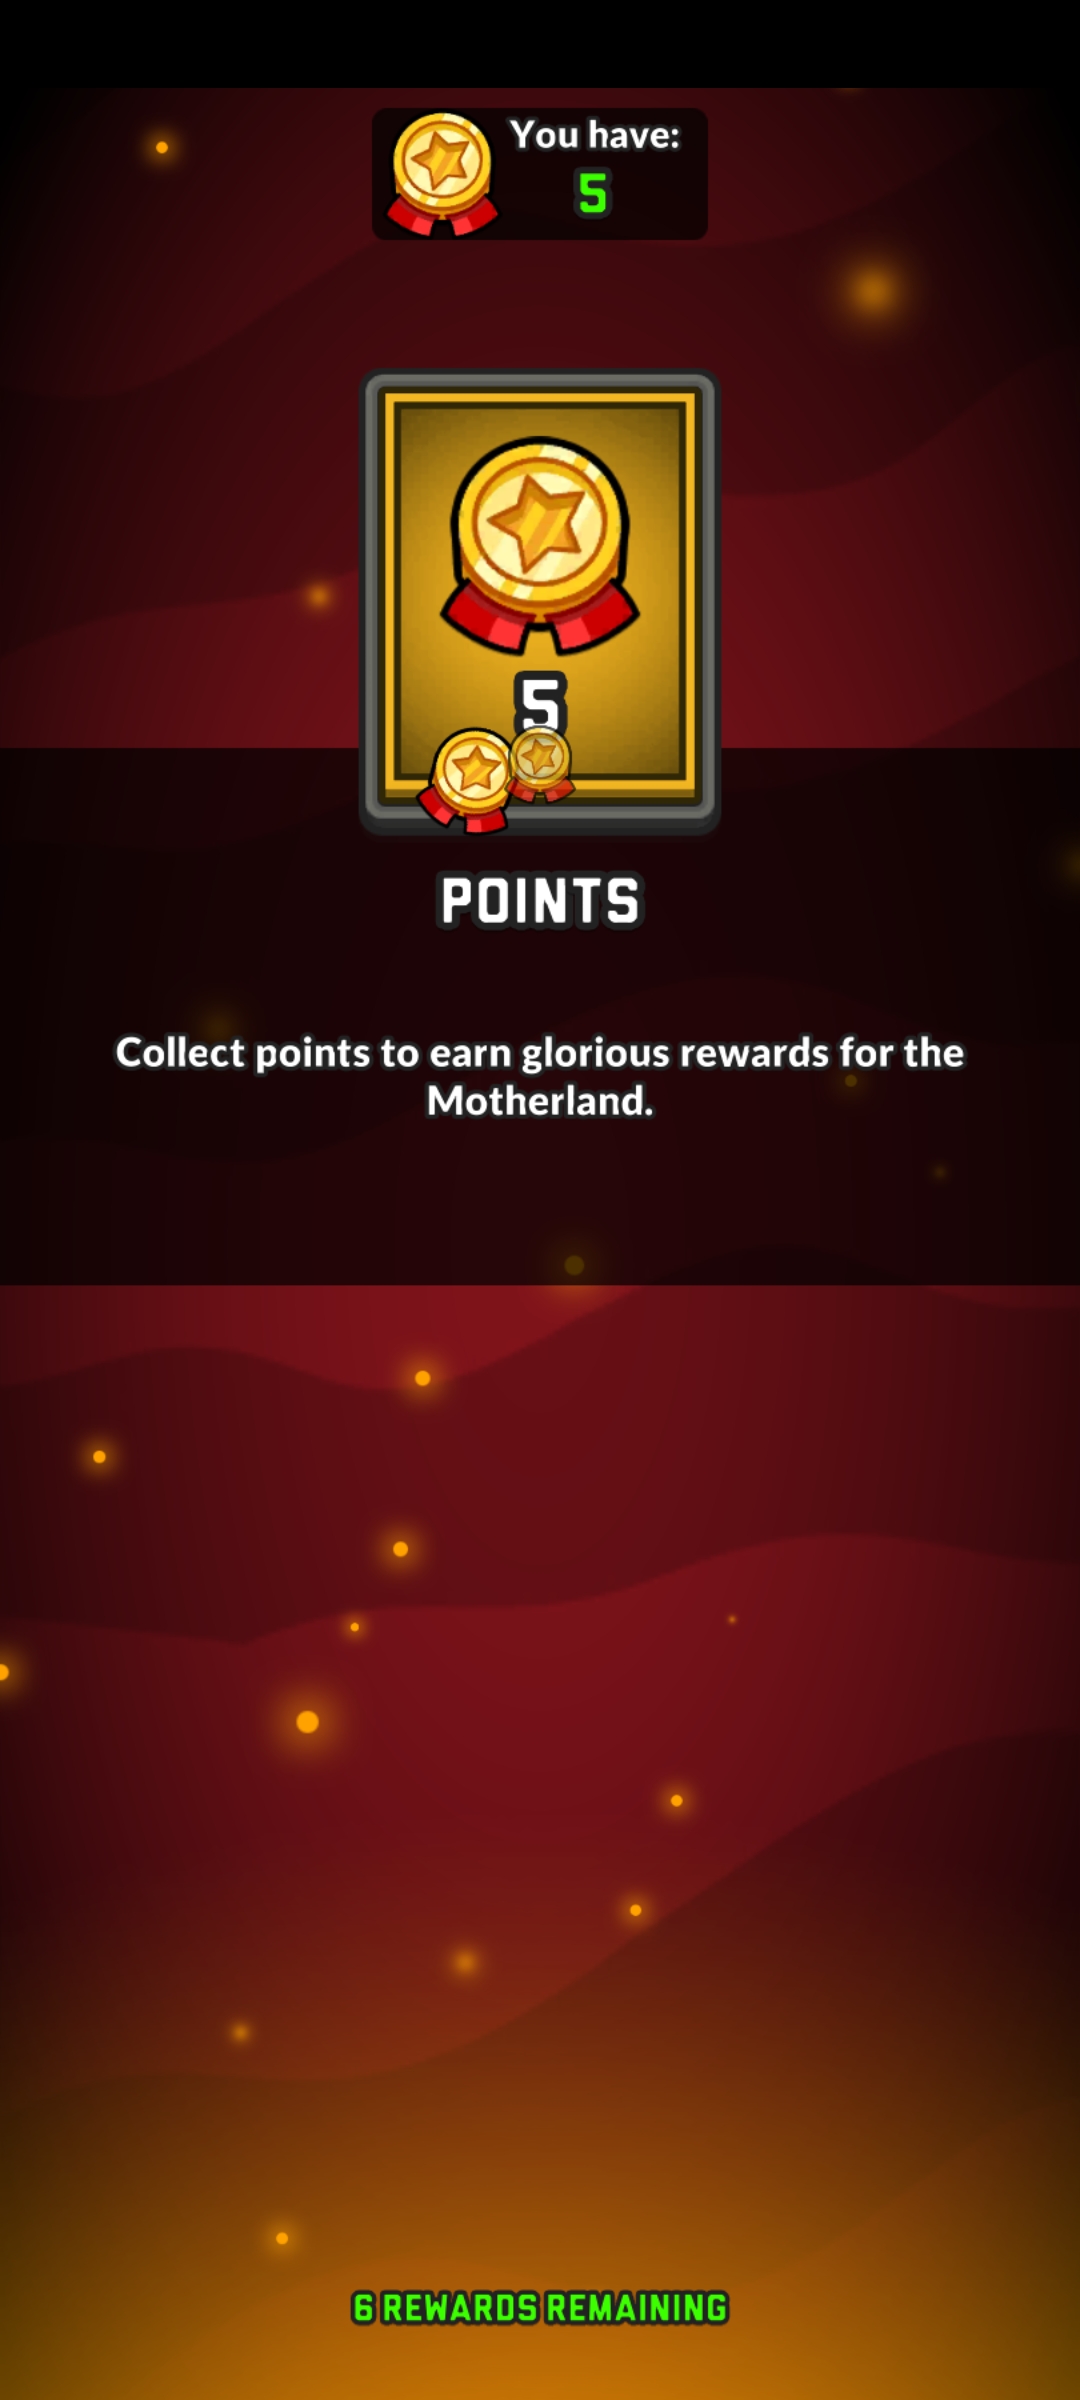 You have:
5
5
POINTS
Collect points to earn glorious rewards for the
Motherland.
6 REWARDS REMAINING